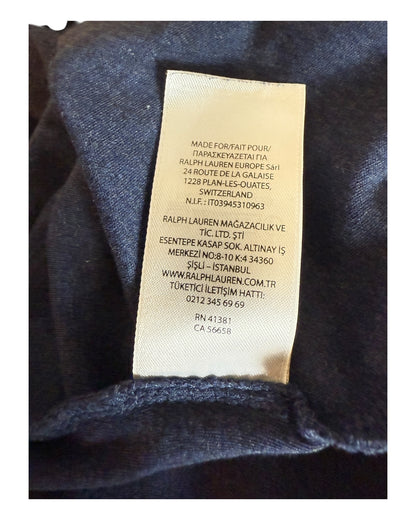 MADE FOR/FAIT POUR/
ΠΑΡΑΣΚΕΥΑΖΕΤΑΙ ΓΙΑ
RALPH LAUREN EUROPE Sàrl
24 ROUTE DE LA GALAISE
1228 PLAN-LES-OUATES,
SWITZERLAND
N.I.F.: IT03945310963
RALPH LAUREN MAĞAZACILIK VE
TİC. LTD. ŞTİ
ESENTEPE KASAP SOK. ALTINAY İŞ
MERKEZİ NO:8-10 K:4 34360
ŞİŞLİ – İSTANBUL
WWW.RALPHLAUREN.COM.TR
TÜKETİCİ İLETİŞİM HATTI:
0212 345 69 69
RN 41381
CA 56658